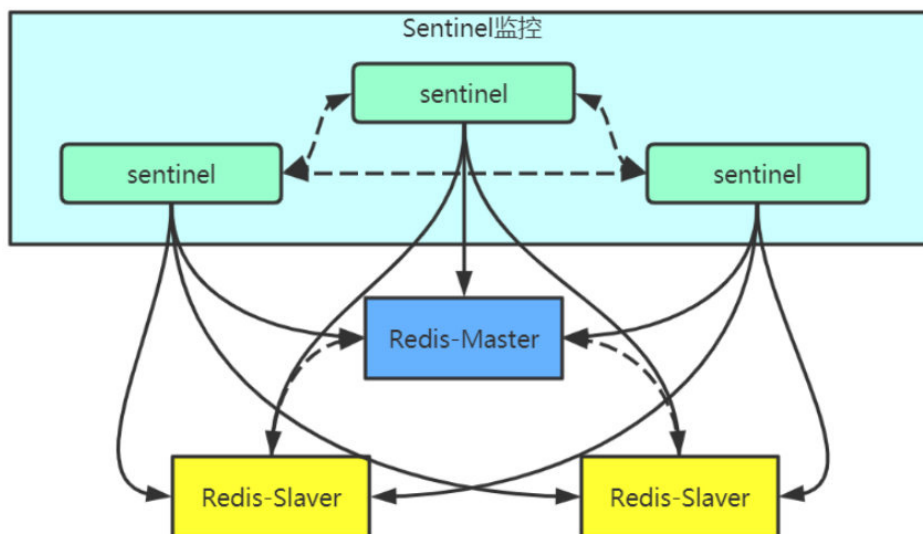 Sentinel监控
sentinel
sentinel
sentinel
Redis-Master
Redis-Slaver
Redis-Slaver